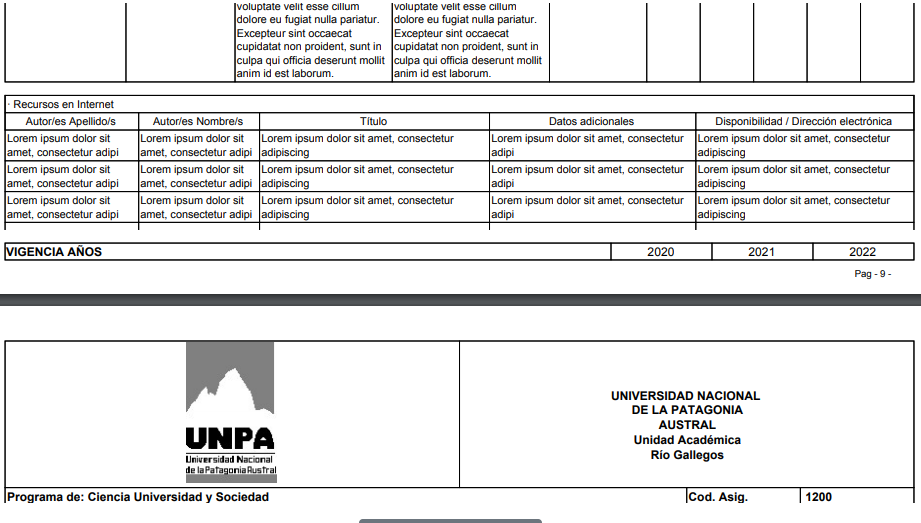 voluptate velit esse cillum voluptate velit esse cillum
dolore eu fugiat nulla pariatur. dolore eu fugiat nulla pariatur.
Excepteur sint occaecat Excepteur sint occaecat
cupidatat non proident, sunt in cupidatat non proident, sunt in
culpa qui officia deserunt mollit culpa qui officia deserunt mollit
anim id est laborum. anim id est laborum.
· Recursos en Internet
Autor/es Apellido/s Autor/es Nombre/s Título Datos adicionales Disponibilidad / Dirección electrónica
Lorem ipsum dolor sit Lorem ipsum dolor sit Lorem ipsum dolor sit amet, consectetur Lorem ipsum dolor sit amet, consectetur Lorem ipsum dolor sit amet, consectetur
amet, consectetur adipi amet, consectetur adipi adipiscing adipi adipiscing
Lorem ipsum dolor sit Lorem ipsum dolor sit Lorem ipsum dolor sit amet, consectetur Lorem ipsum dolor sit amet, consectetur Lorem ipsum dolor sit amet, consectetur
amet, consectetur adipi amet, consectetur adipi adipiscing adipi adipiscing
Lorem ipsum dolor sit Lorem ipsum dolor sit Lorem ipsum dolor sit amet, consectetur Lorem ipsum dolor sit amet, consectetur Lorem ipsum dolor sit amet, consectetur
amet, consectetur adipi amet, consectetur adipi adipiscing adipi adipiscing
VIGENCIA AÑOS 2020 2021 2022
Pag - 9 -
UNPA
Universidad Nacional
de la Patagonia Austral
UNIVERSIDAD NACIONAL
DE LA PATAGONIA
AUSTRAL
Unidad Académica
Río Gallegos
Programa de: Ciencia Universidad y Sociedad Cod. Asig. 1200